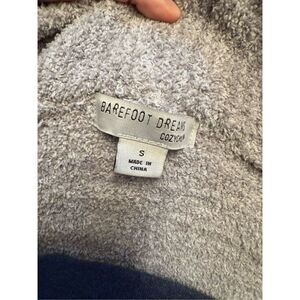 BAREFOOT DREAMS
COZYCHIC
S
MADE IN
CHINA